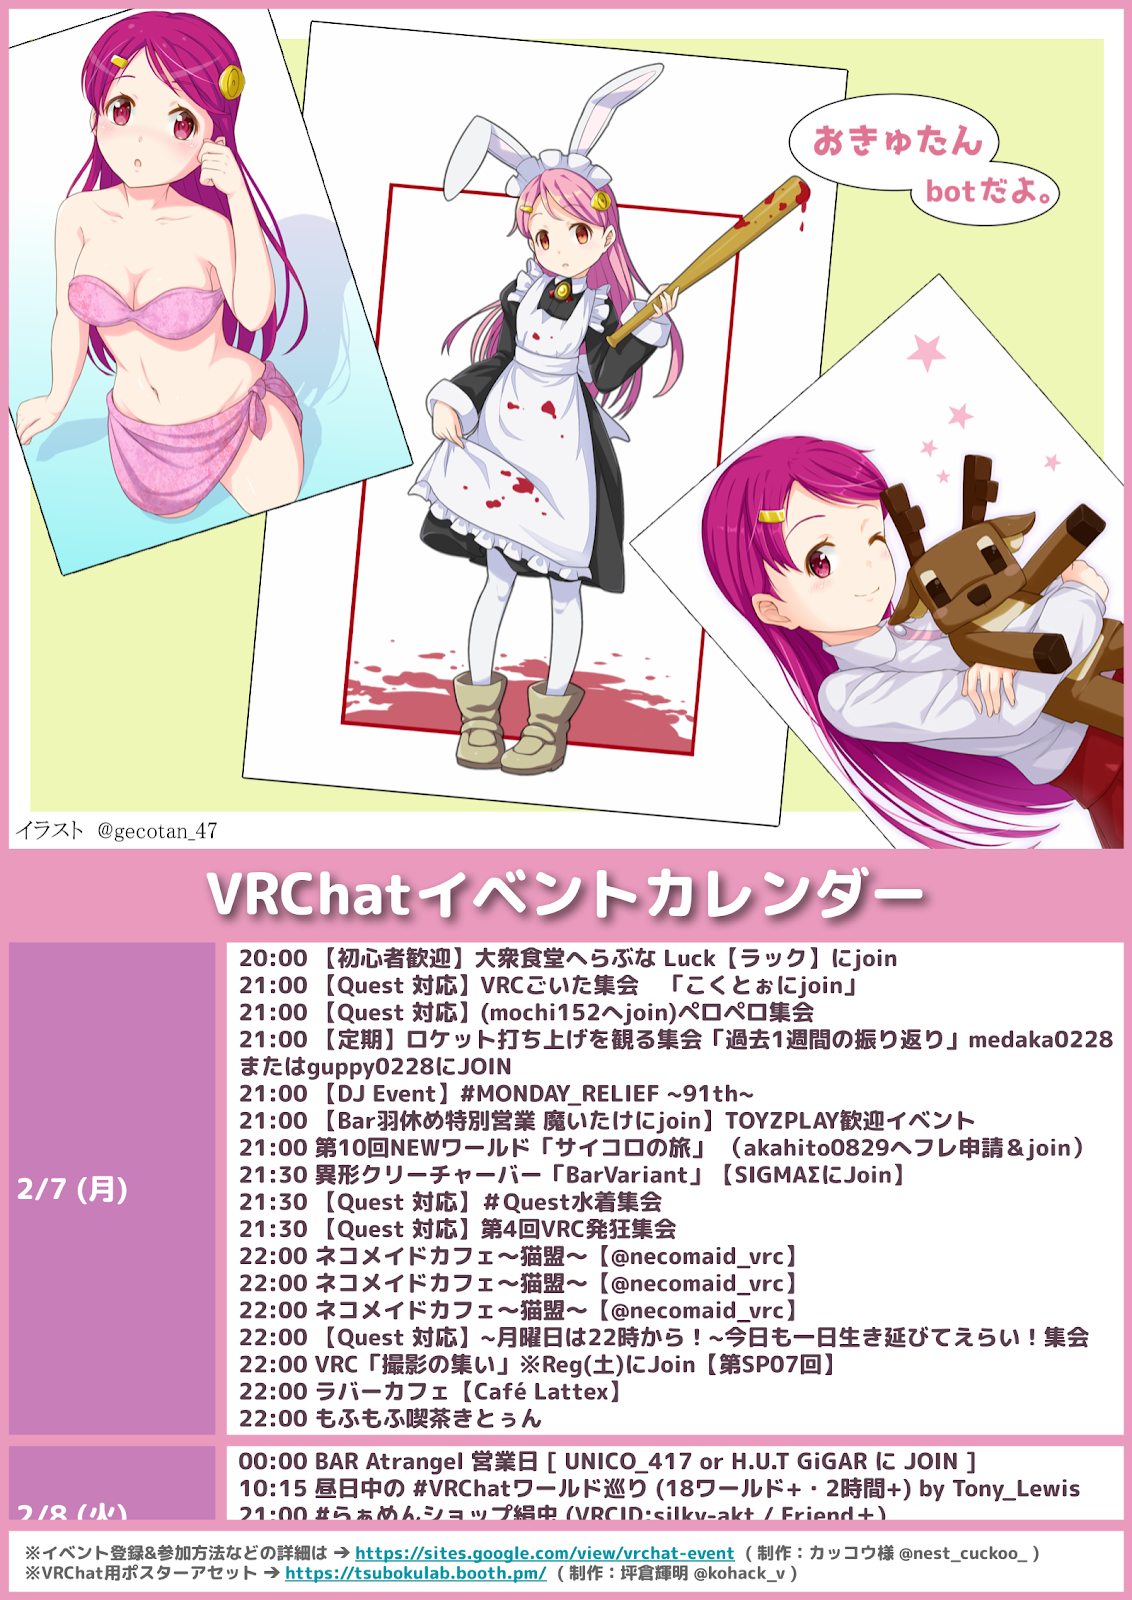 おきゅたん
botだよ。
イラスト @gecotan_47
VRChatイベントカレンダー
2/7 (月)
20:00 【初心者歓迎】大衆食堂へらぶな Luck【ラック】にjoin
21:00 【Quest 対応】VRCごいた集会　「こくとぉにjoin」
21:00 【Quest 対応】(mochi152へjoin)ペロペロ集会
21:00 【定期】ロケット打ち上げを観る集会「過去1週間の振り返り」medaka0228
またはguppy0228にJOIN
21:00 【DJ Event】#MONDAY_RELIEF ~91th~
21:00 【Bar羽休め特別営業 魔いたけにjoin】TOYZPLAY歓迎イベント
21:00 第10回NEWワールド「サイコロの旅」（akahito0829へフレ申請＆join）
21:30 異形クリーチャーバー「BarVariant」【SIGMAΣにJoin】
21:30 【Quest 対応】＃Quest水着集会
21:30 【Quest 対応】第4回VRC発狂集会
22:00 ネコメイドカフェ～猫盟～【@necomaid_vrc】
22:00 ネコメイドカフェ～猫盟～【@necomaid_vrc】
22:00 ネコメイドカフェ～猫盟～【@necomaid_vrc】
22:00 【Quest 対応】~月曜日は22時から！~今日も一日生き延びてえらい！集会
22:00 VRC「撮影の集い」※Reg(土)にJoin【第SP07回】
22:00 ラバーカフェ【Café Lattex】
22:00 もふもふ喫茶きとぅん
2/8 (火)
00:00 BAR Atrangel 営業日 [ UNICO_417 or H.U.T GiGAR に JOIN ]
10:15 昼日中の #VRChatワールド巡り (18ワールド+・2時間+) by Tony_Lewis
21:00 #らぁめんショップ絹虫 (VRCID:silky-akt / Friend＋)
※イベント登録&参加方法などの詳細は → https://sites.google.com/view/vrchat-event ( 制作：カッコウ様 @nest_cuckoo_ )
※VRChat用ポスターアセット → https://tsubokulab.booth.pm/ ( 制作：坪倉輝明 @kohack_v )